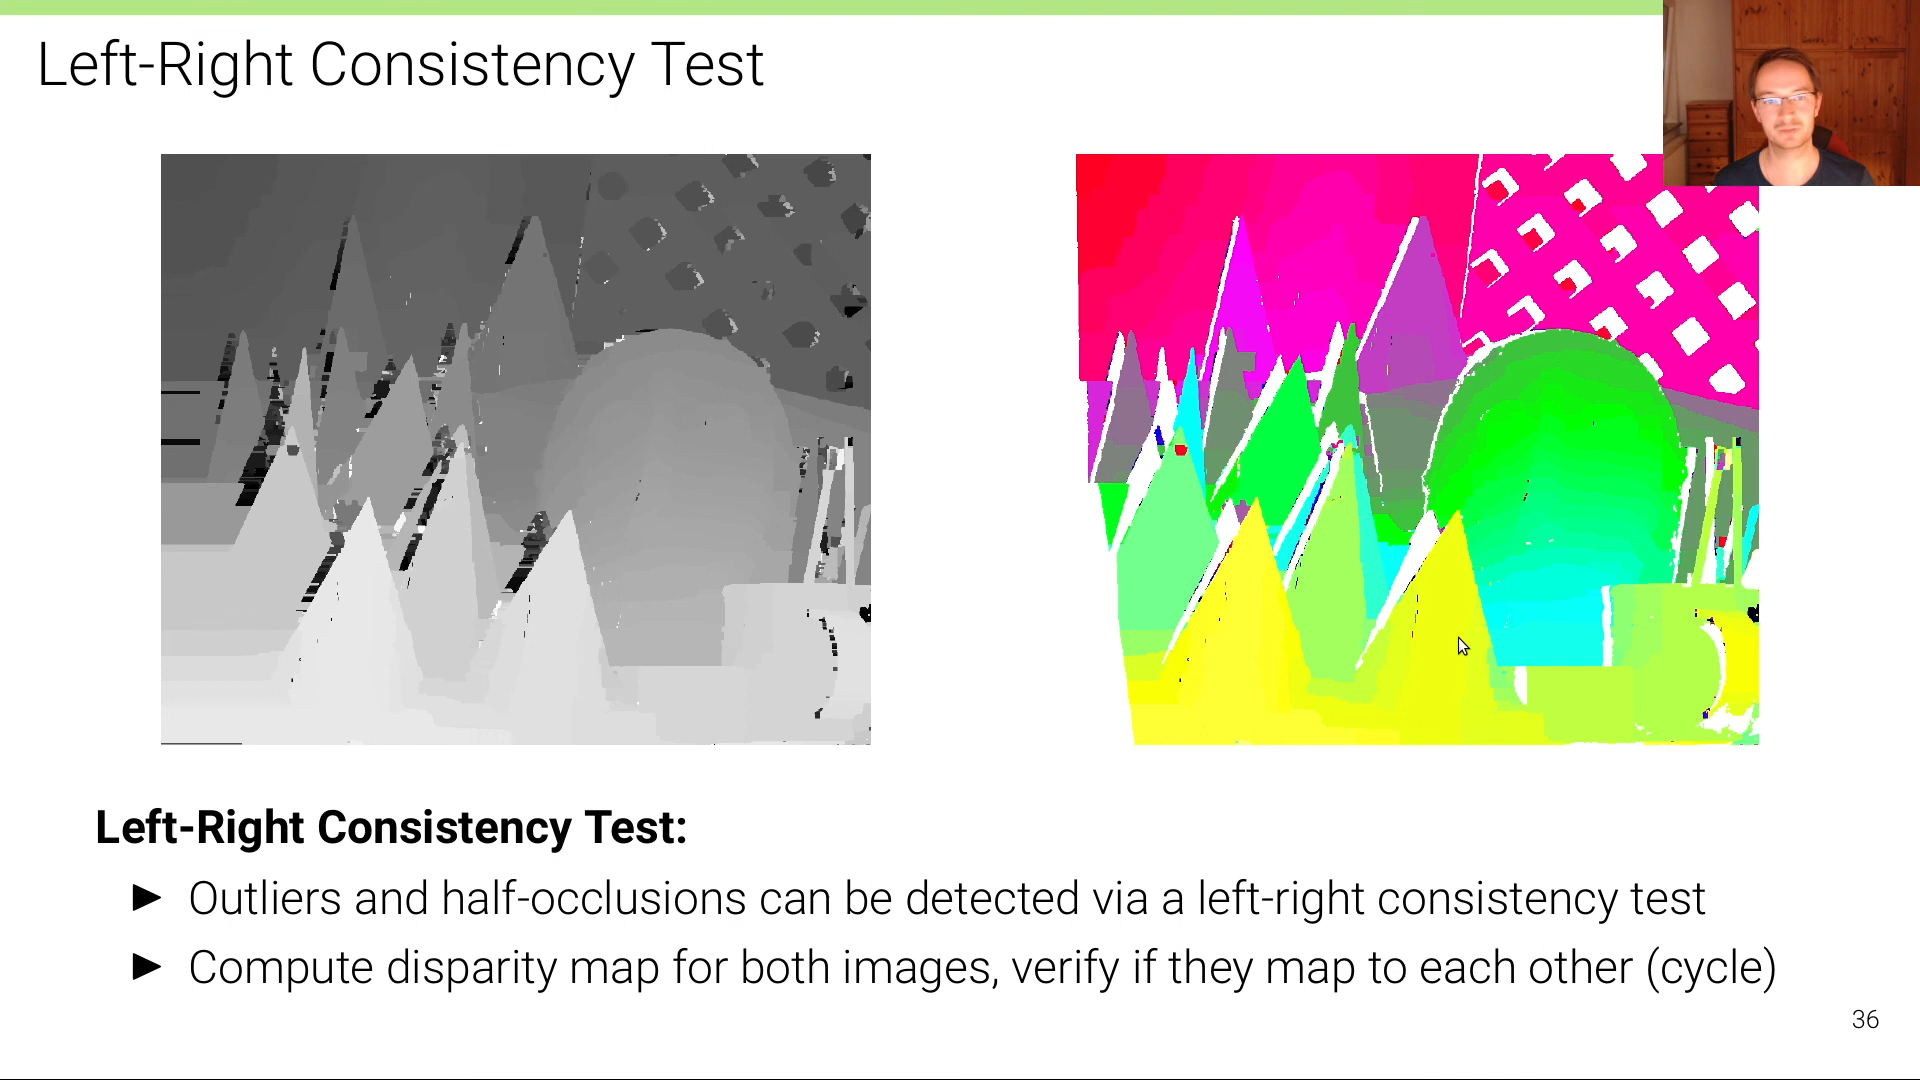 Left-Right Consistency Test
Left-Right Consistency Test:
► Outliers and half-occlusions can be detected via a left-right consistency test
► Compute disparity map for both images, verify if they map to each other (cycle)
36